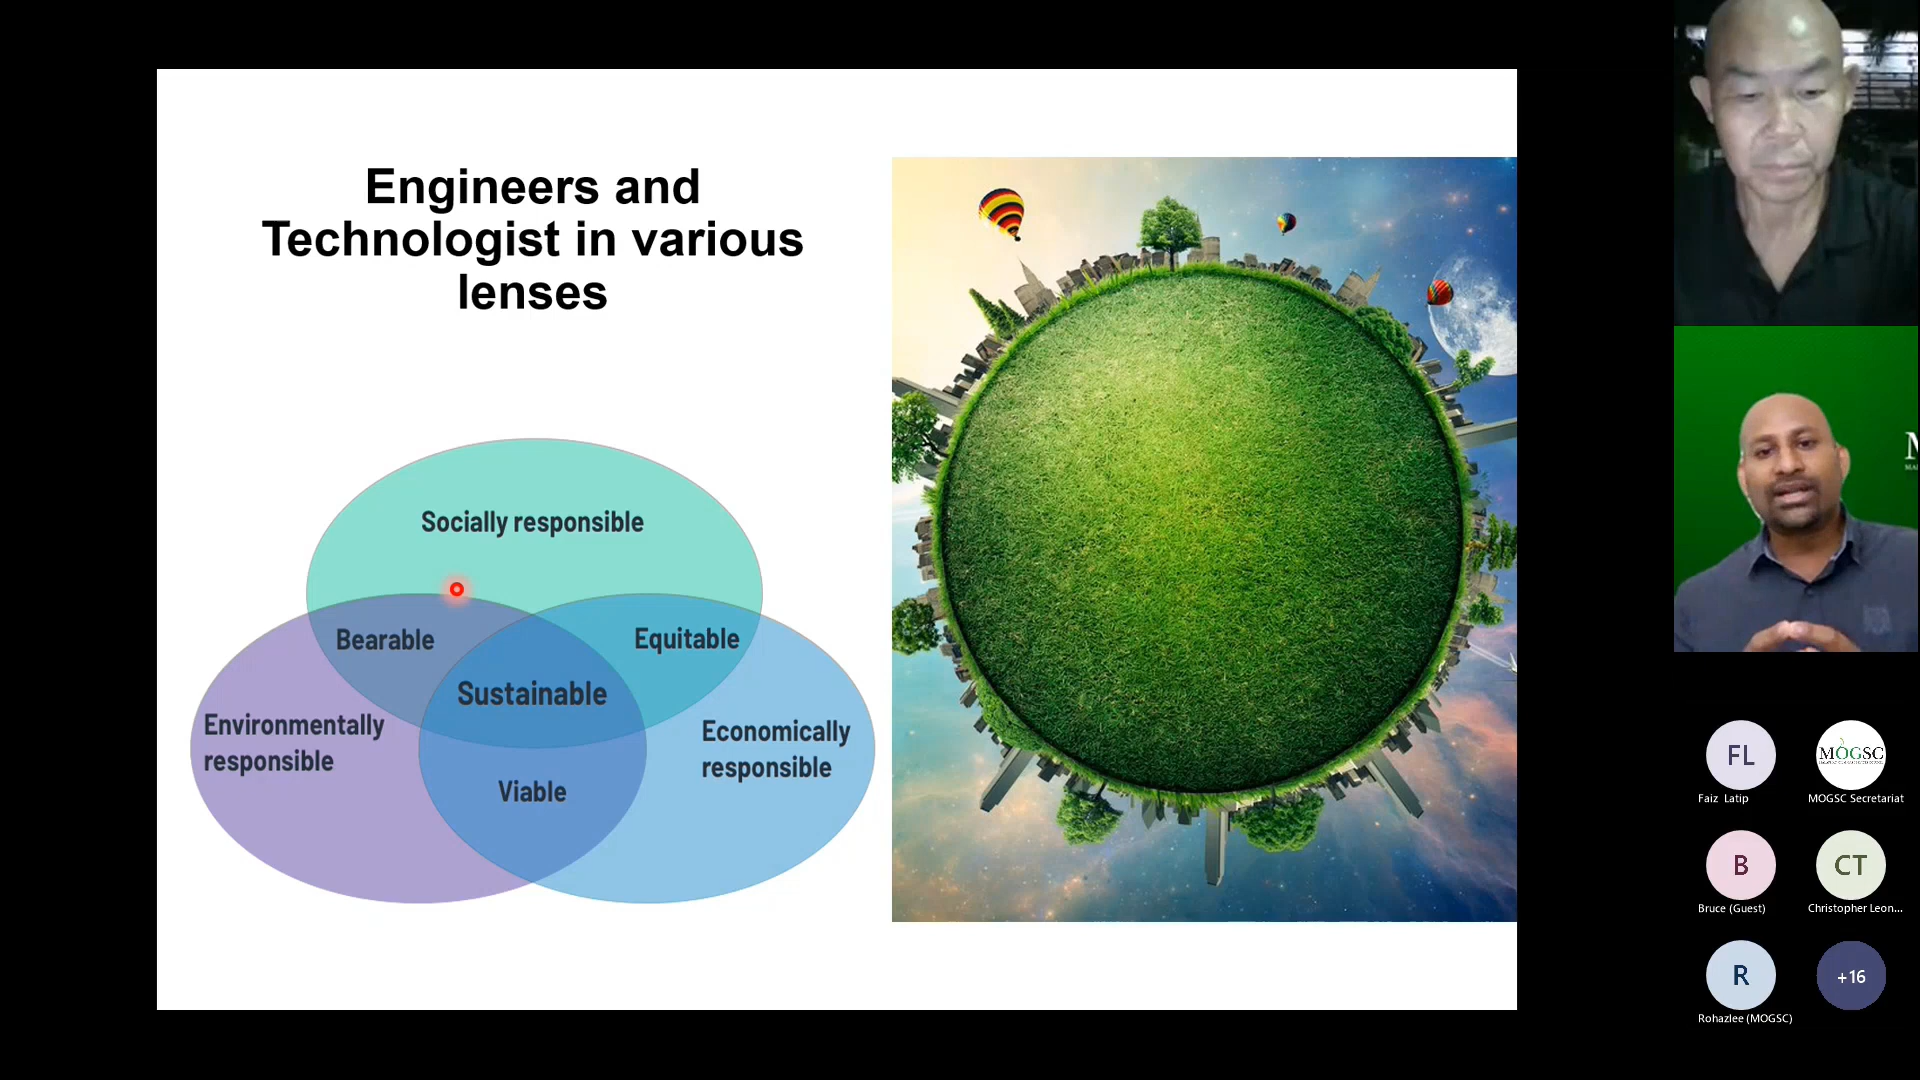 Engineers and
Technologist in various
lenses
Socially responsible
Bearable
Equitable
Sustainable
Environmentally
responsible
Economically
responsible
Viable
FL
Faiz Latip
MOGSC
MOGSC Secretariat
B
Bruce (Guest)
CT
Christopher Leon...
R
Rohazlee (MOGSC)
+16